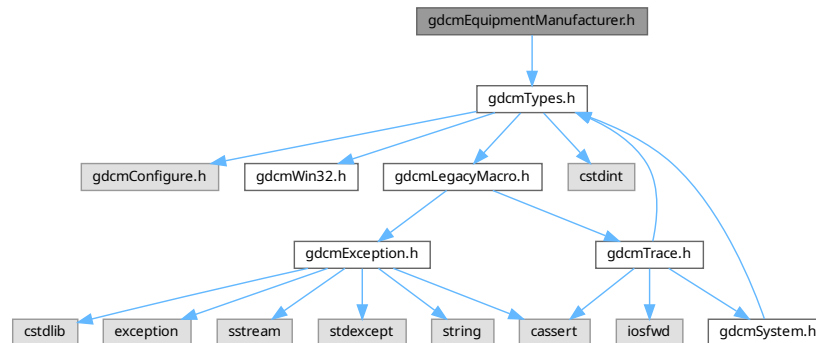 gdcmEquipmentManufacturer.h
gdcmTypes.h
gdcmConfigure.h
gdcmWin32.h
gdcmLegacyMacro.h
cstdint
gdcmException.h
gdcmTrace.h
cstdlib
exception
sstream
stdexcept
string
cassert
iosfwd
gdcmSystem.h